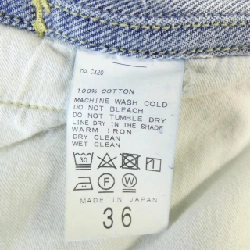 100% COTTON
MACHINE WASH COLD
DO NOT BLEACH
DO NOT TUMBLE DRY
LINE DRY IN THE SHADE
WARM IRON
DRY CLEAN
WET CLEAN
MADE IN JAPAN
36